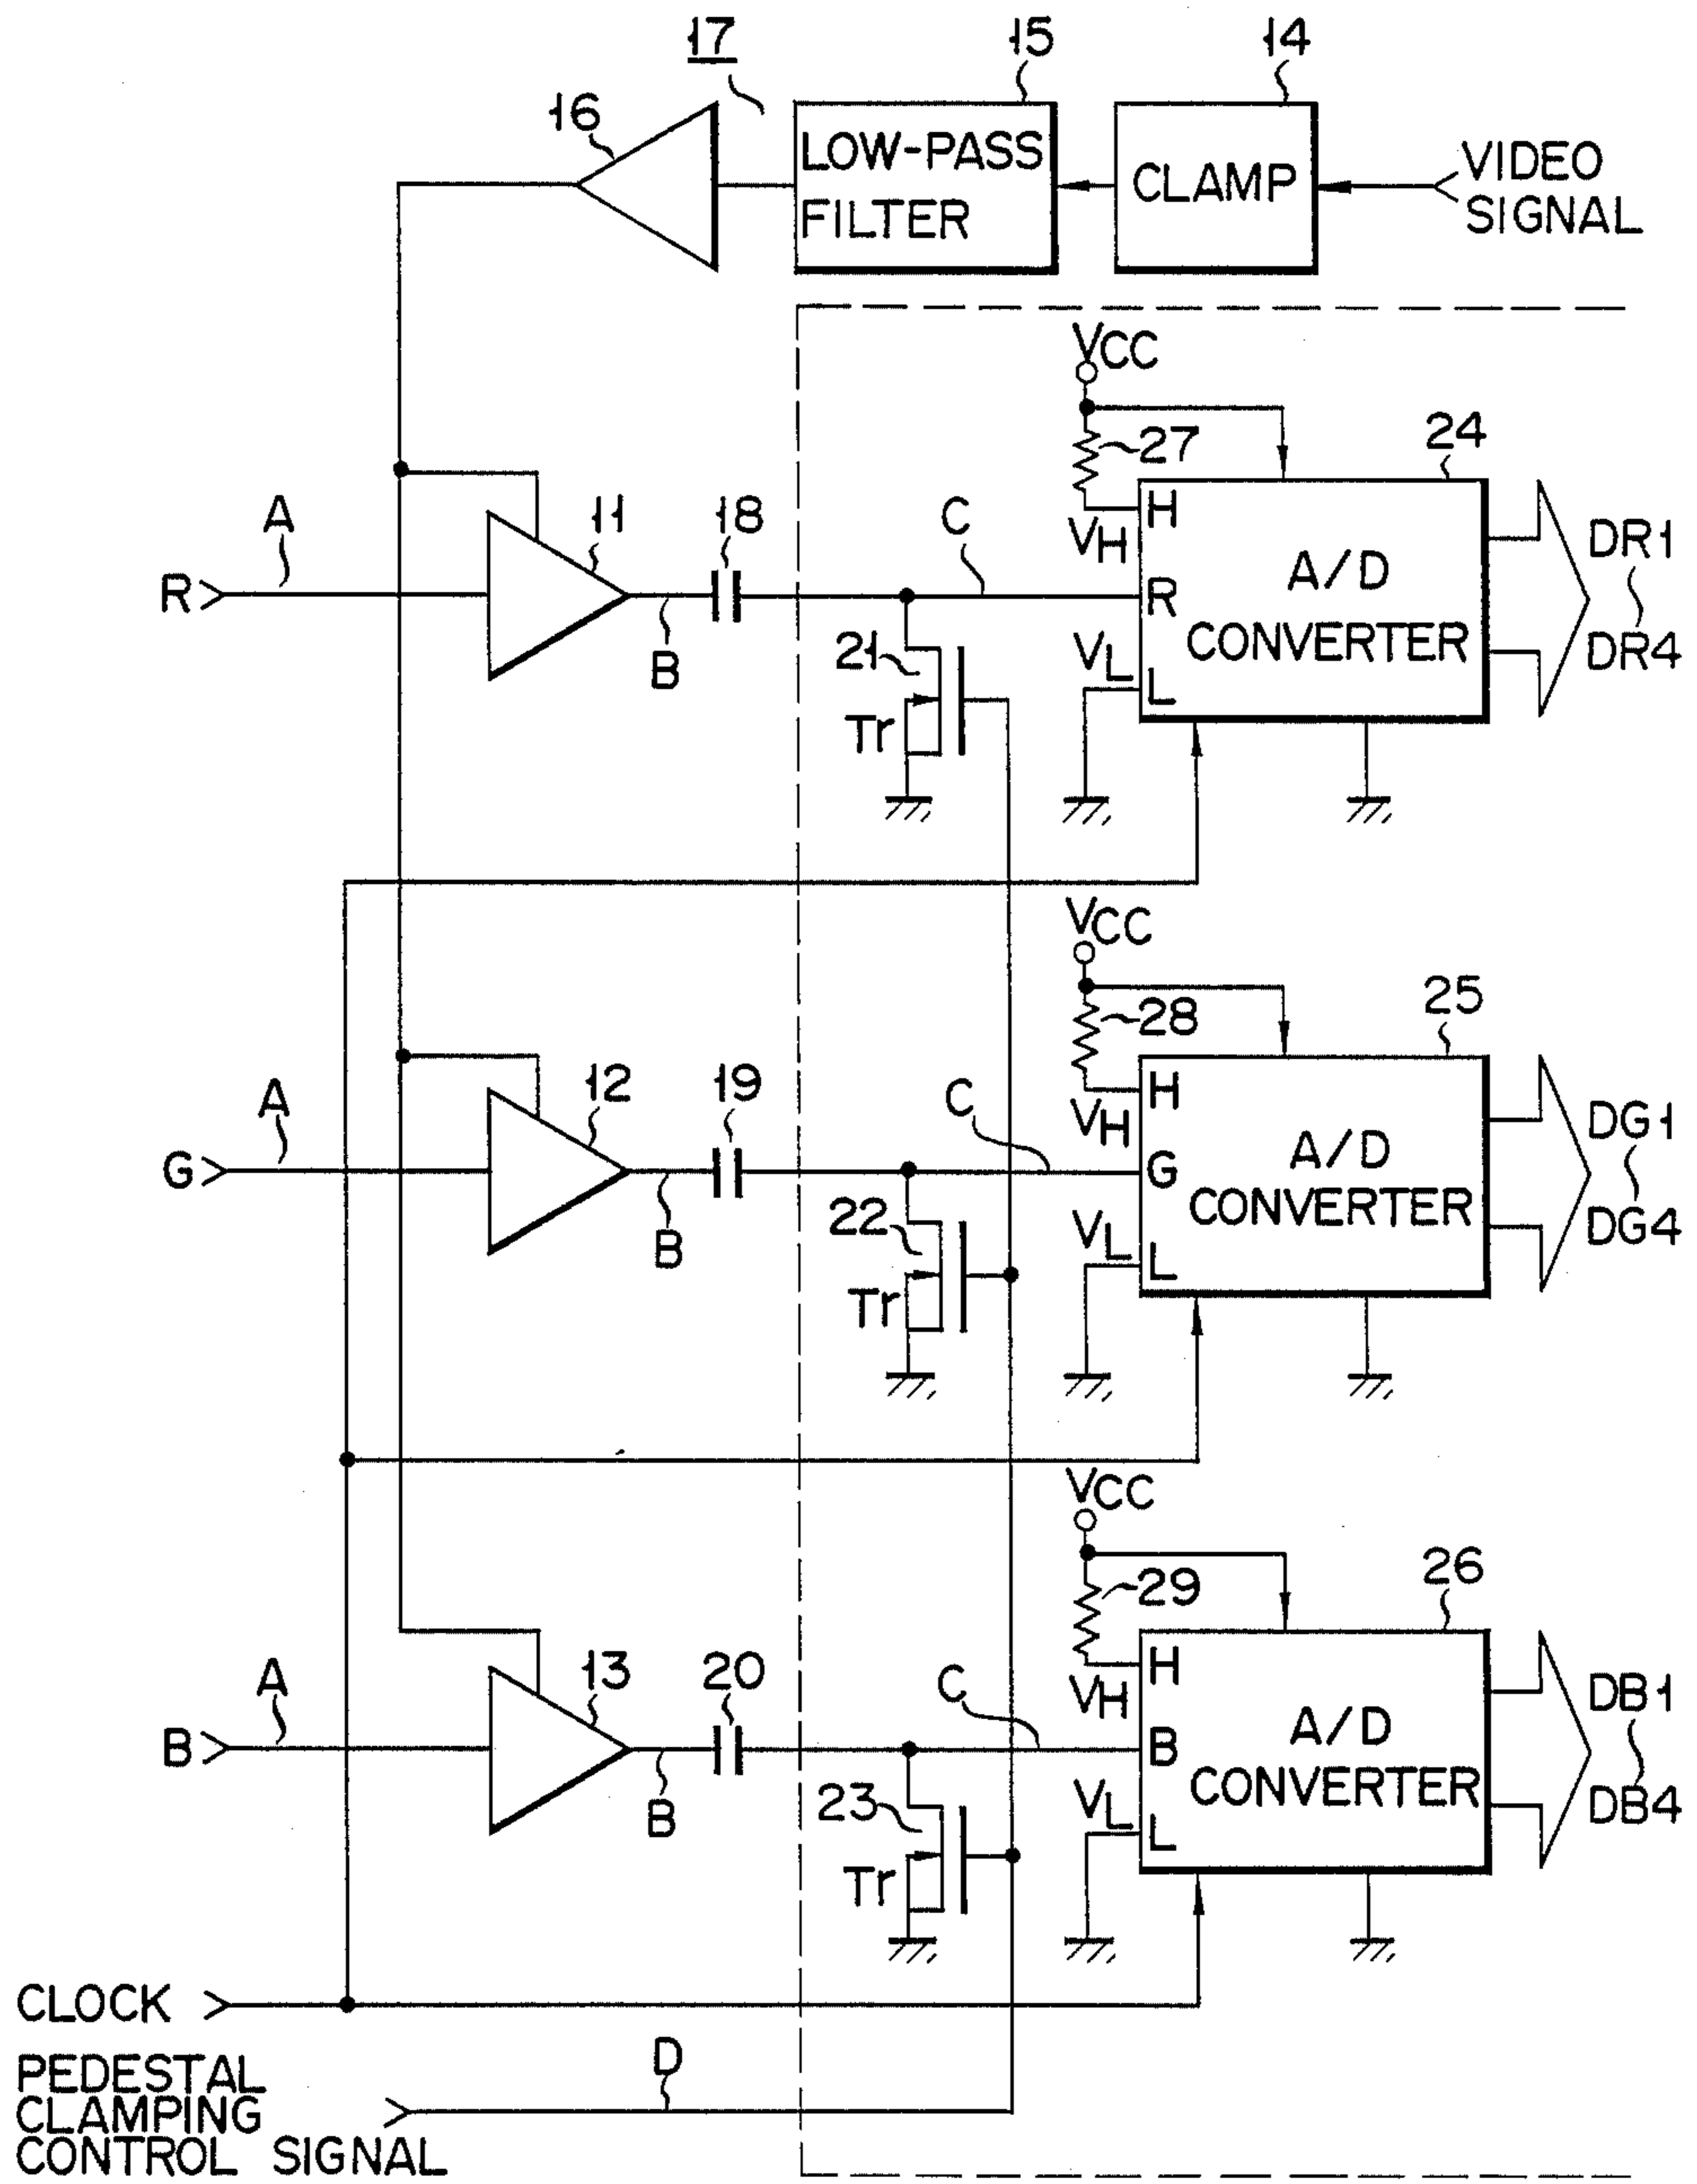 17
15
14
16
LOW-PASS
FILTER
CLAMP
VIDEO
SIGNAL
VCC
27
24
A
11
18
C
H
VH
A/D
CONVERTER
DR1
R
R
B
21
VL
L
DR4
Tr
VCC
28
25
A
12
19
C
H
VH
A/D
CONVERTER
DG1
G
G
B
22
VL
L
DG4
Tr
VCC
29
26
A
13
20
C
H
VH
A/D
CONVERTER
DB1
B
B
B
23
VL
L
DB4
Tr
CLOCK
D
PEDESTAL
CLAMPING
CONTROL SIGNAL